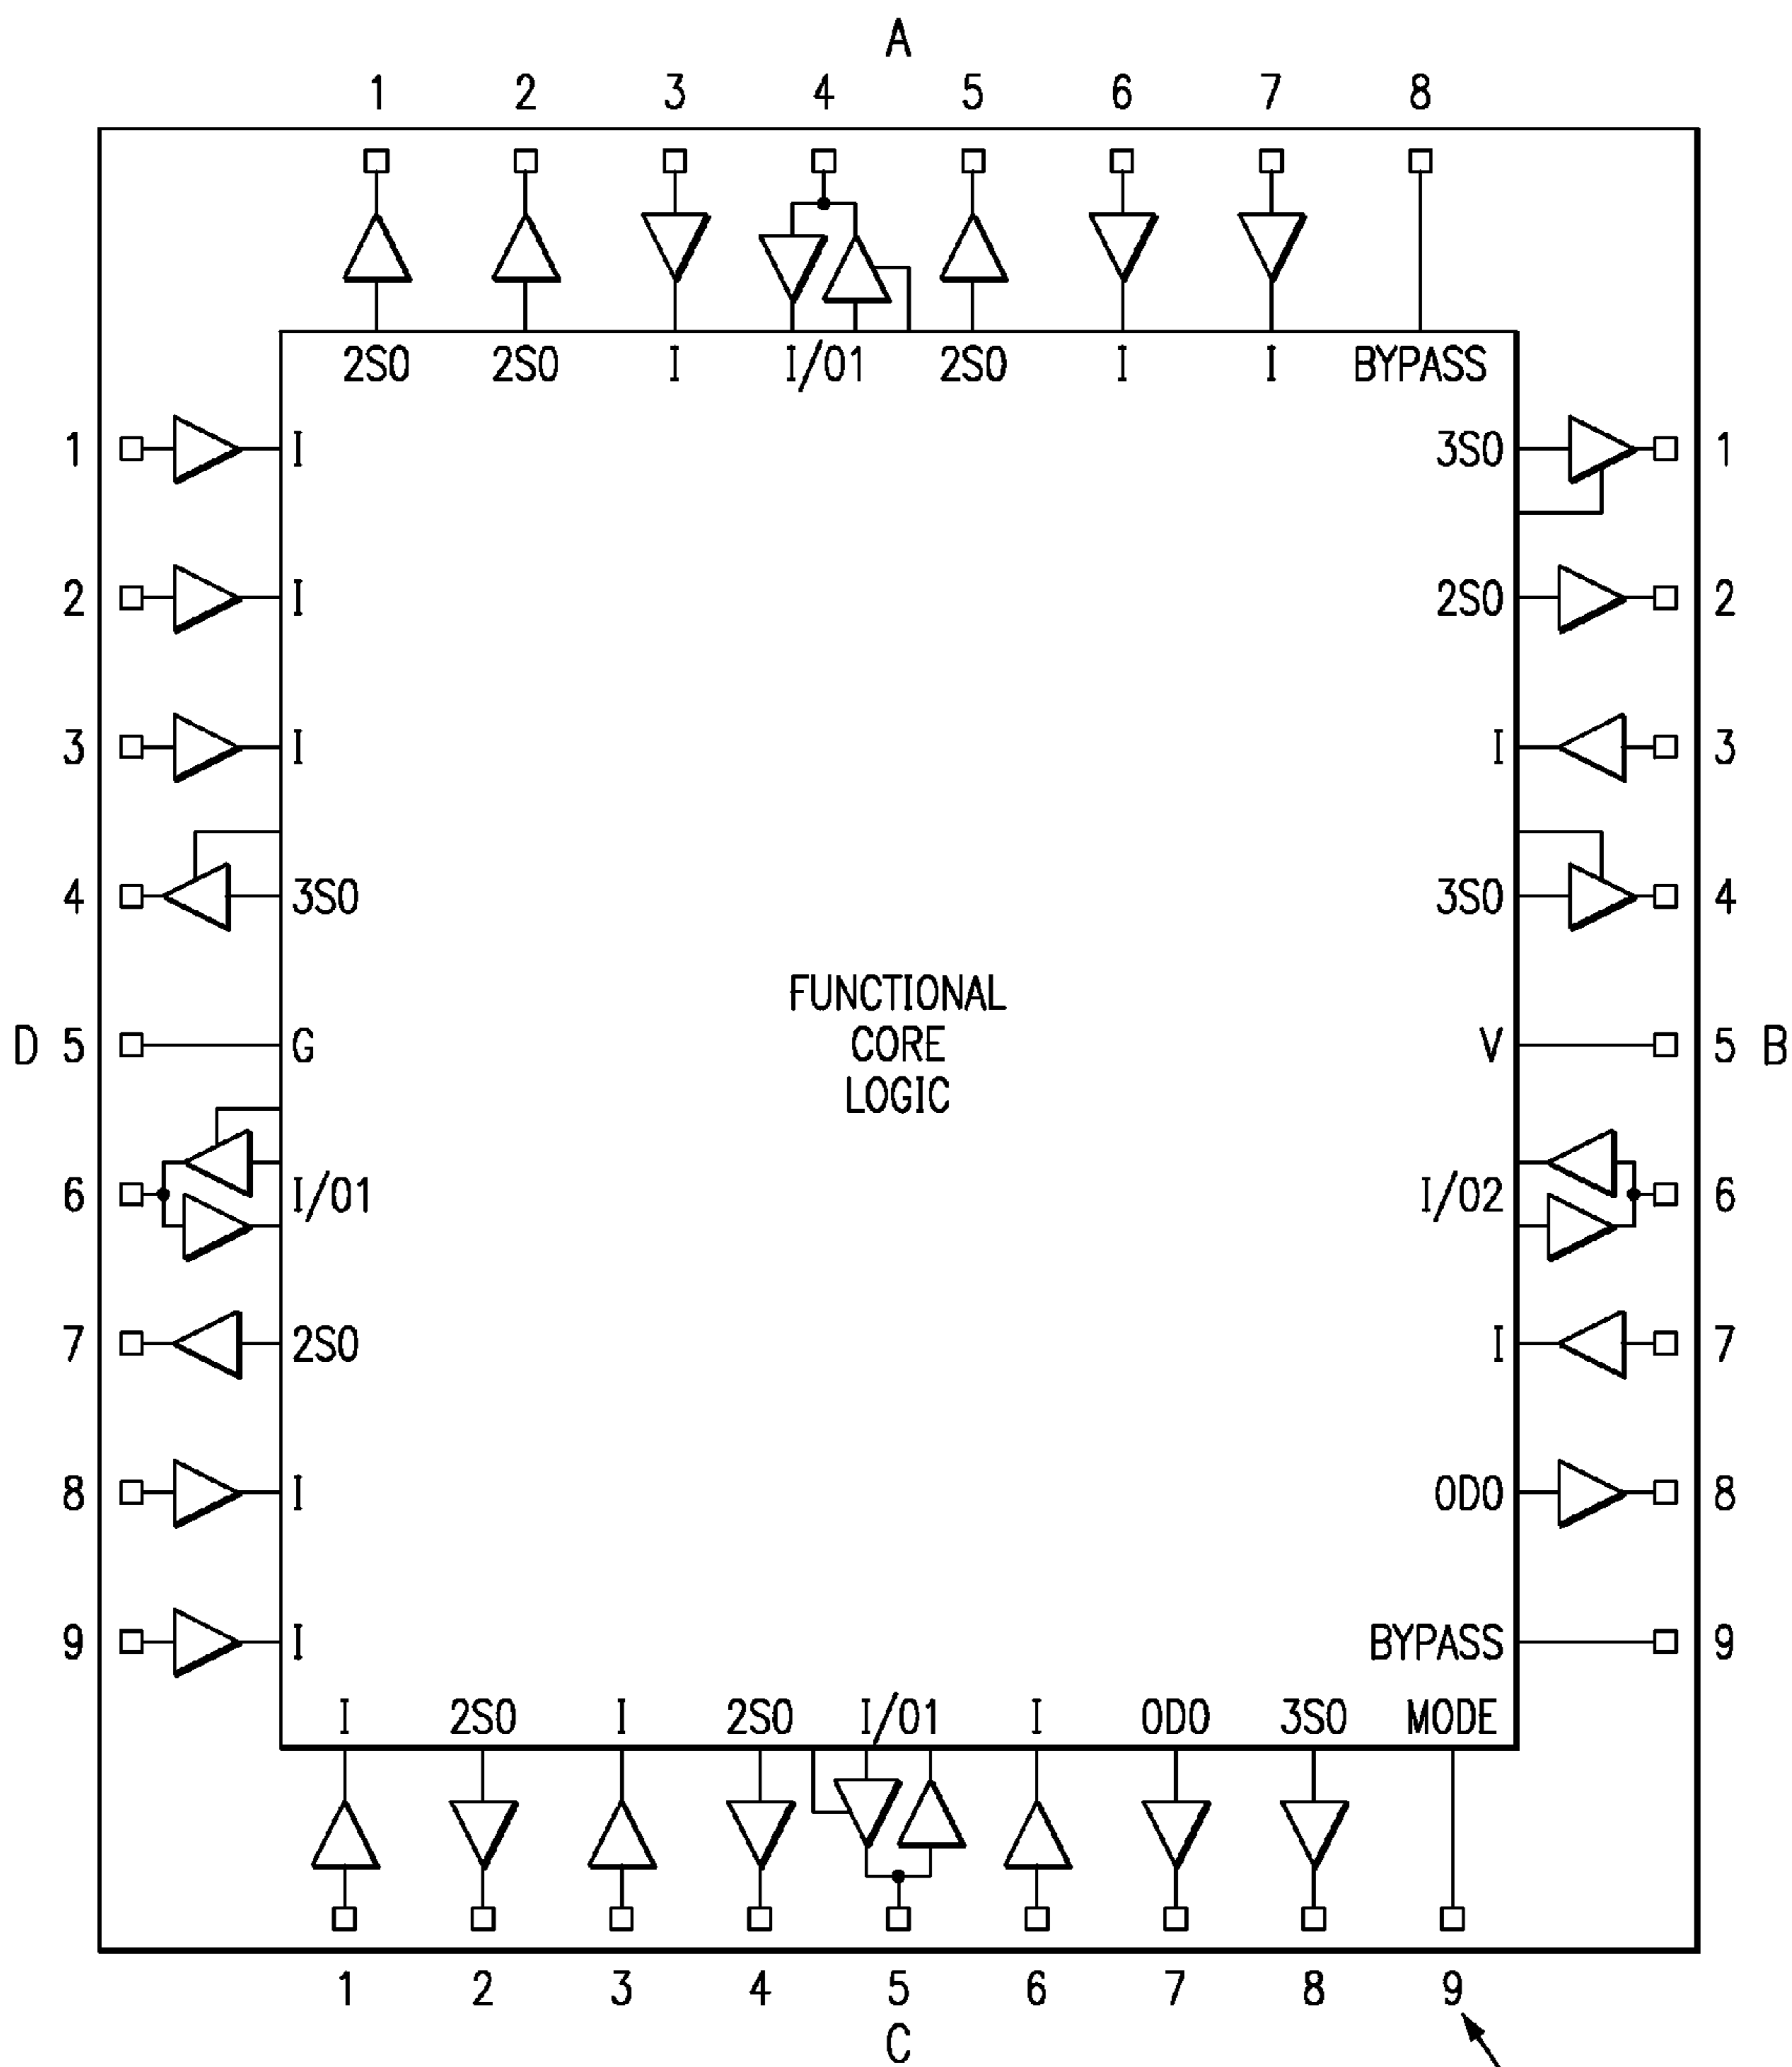 A
1 2 3 4 5 6 7 8
2SO 2SO I I/O1 2SO I I BYPASS
1 I 3SO 1
2 I 2SO 2
3 I I 3
4 3SO 3SO 4
FUNCTIONAL
D 5 G CORE V 5 B
LOGIC
6 I/O1 I/O2 6
7 2SO I 7
8 I ODO 8
9 I BYPASS 9
I 2SO I 2SO I/O1 I ODO 3SO MODE
1 2 3 4 5 6 7 8 9
C